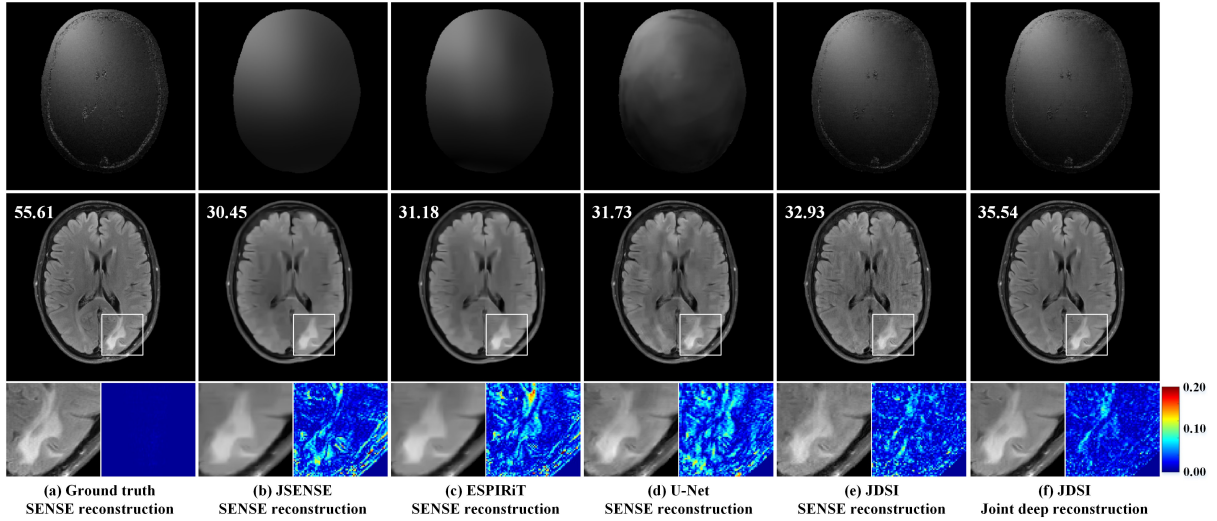 55.61
30.45
31.18
31.73
32.93
35.54
0.20
0.10
0.00
(a) Ground truth
SENSE reconstruction
(b) JSENSE
SENSE reconstruction
(c) ESPIRiT
SENSE reconstruction
(d) U-Net
SENSE reconstruction
(e) JDSI
SENSE reconstruction
(f) JDSI
Joint deep reconstruction